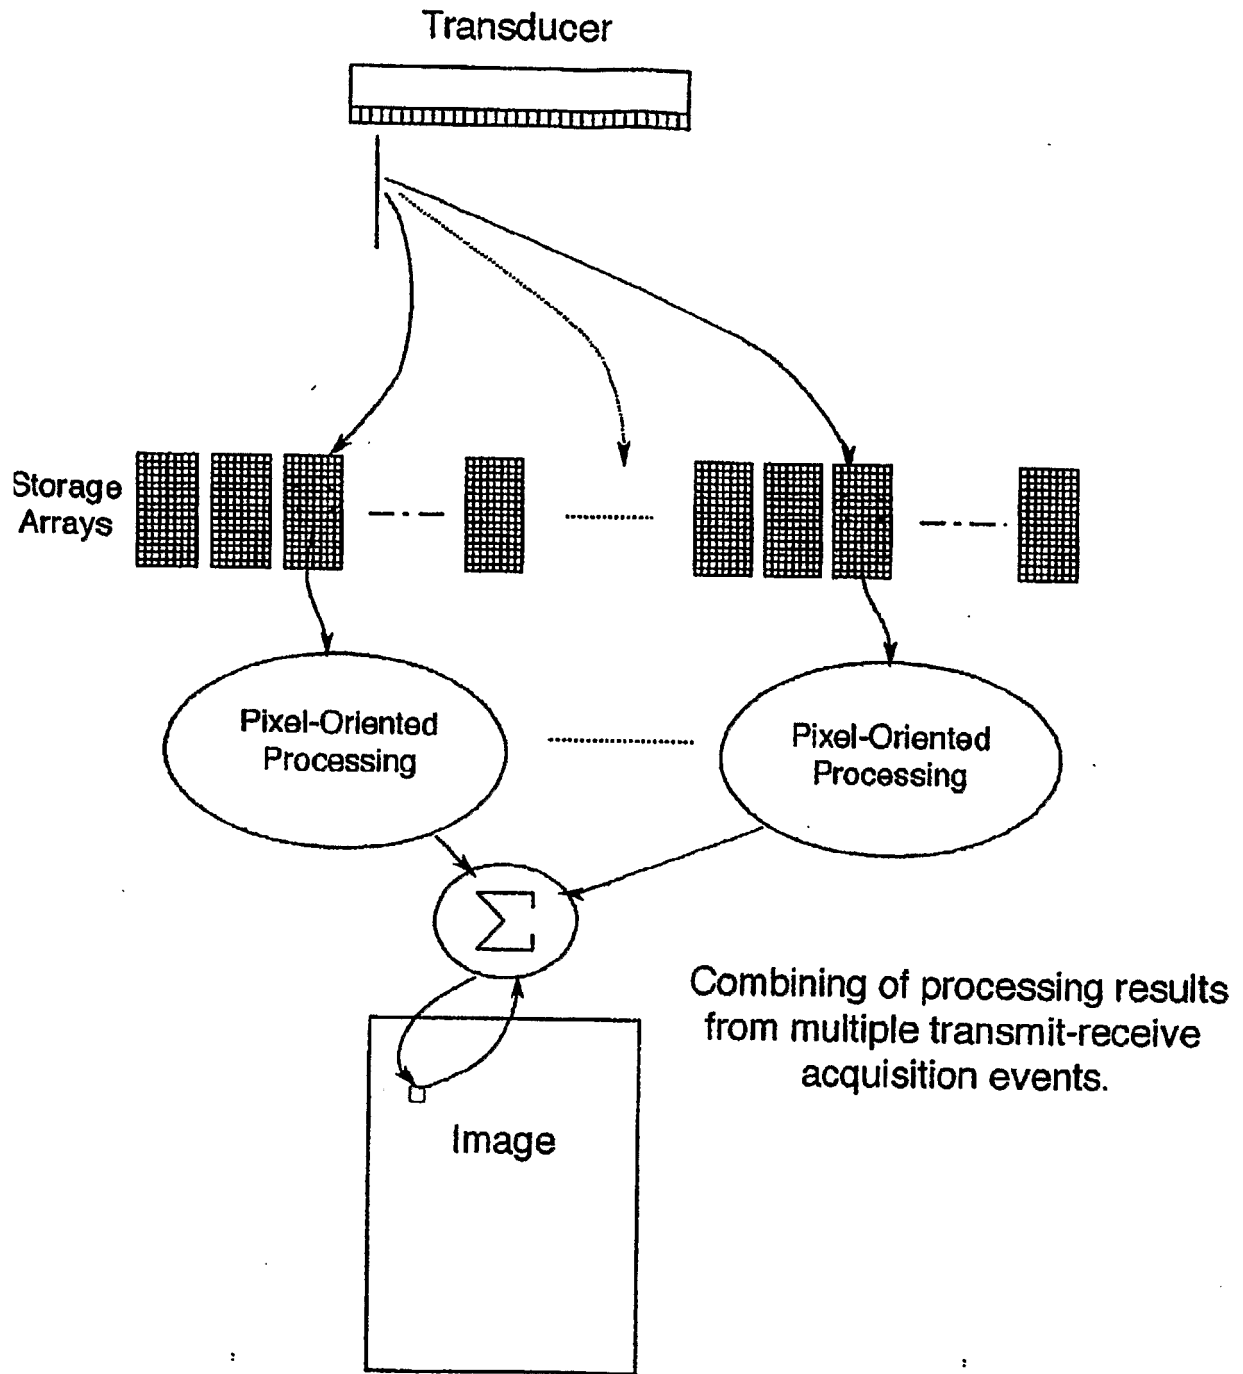 Transducer
Storage
Arrays
Pixel-Oriented
Processing
Pixel-Oriented
Processing
Σ
Combining of processing results
from multiple transmit-receive
acquisition events.
Image